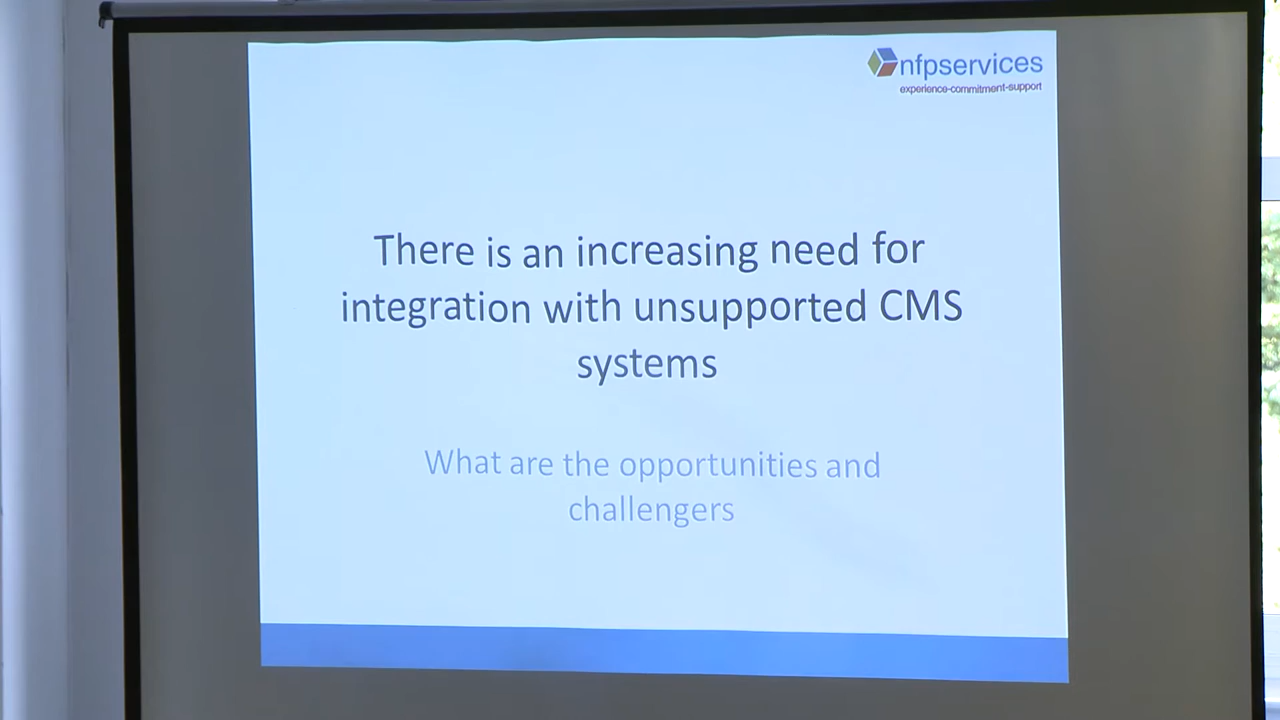 nfpservices
experience-commitment-support
There is an increasing need for
integration with unsupported CMS
systems
What are the opportunities and
challengers